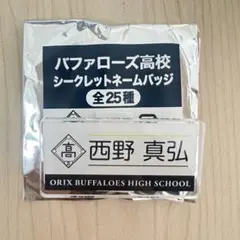 バファローズ高校
シークレットネームバッジ
全25種
高 西野 真弘
ORIX BUFFALOES HIGH SCHOOL